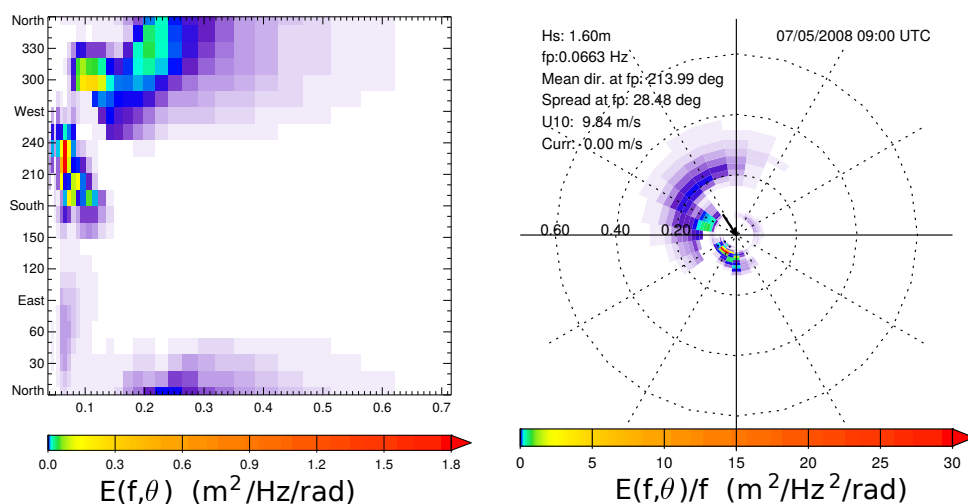 North
330
300
West
240
210
South
150
120
East
60
30
North
0.1 0.2 0.3 0.4 0.5 0.6 0.7
0.0 0.3 0.6 0.9 1.2 1.5 1.8
E(f,θ) (m²/Hz/rad)
Hs: 1.60m
07/05/2008 09:00 UTC
fp:0.0663 Hz
Mean dir. at fp: 213.99 deg
Spread at fp: 28.48 deg
U10: 9.84 m/s
Curr: 0.00 m/s
0.60 0.40 0.20
0 5 10 15 20 25 30
E(f,θ)/f (m²/Hz²/rad)